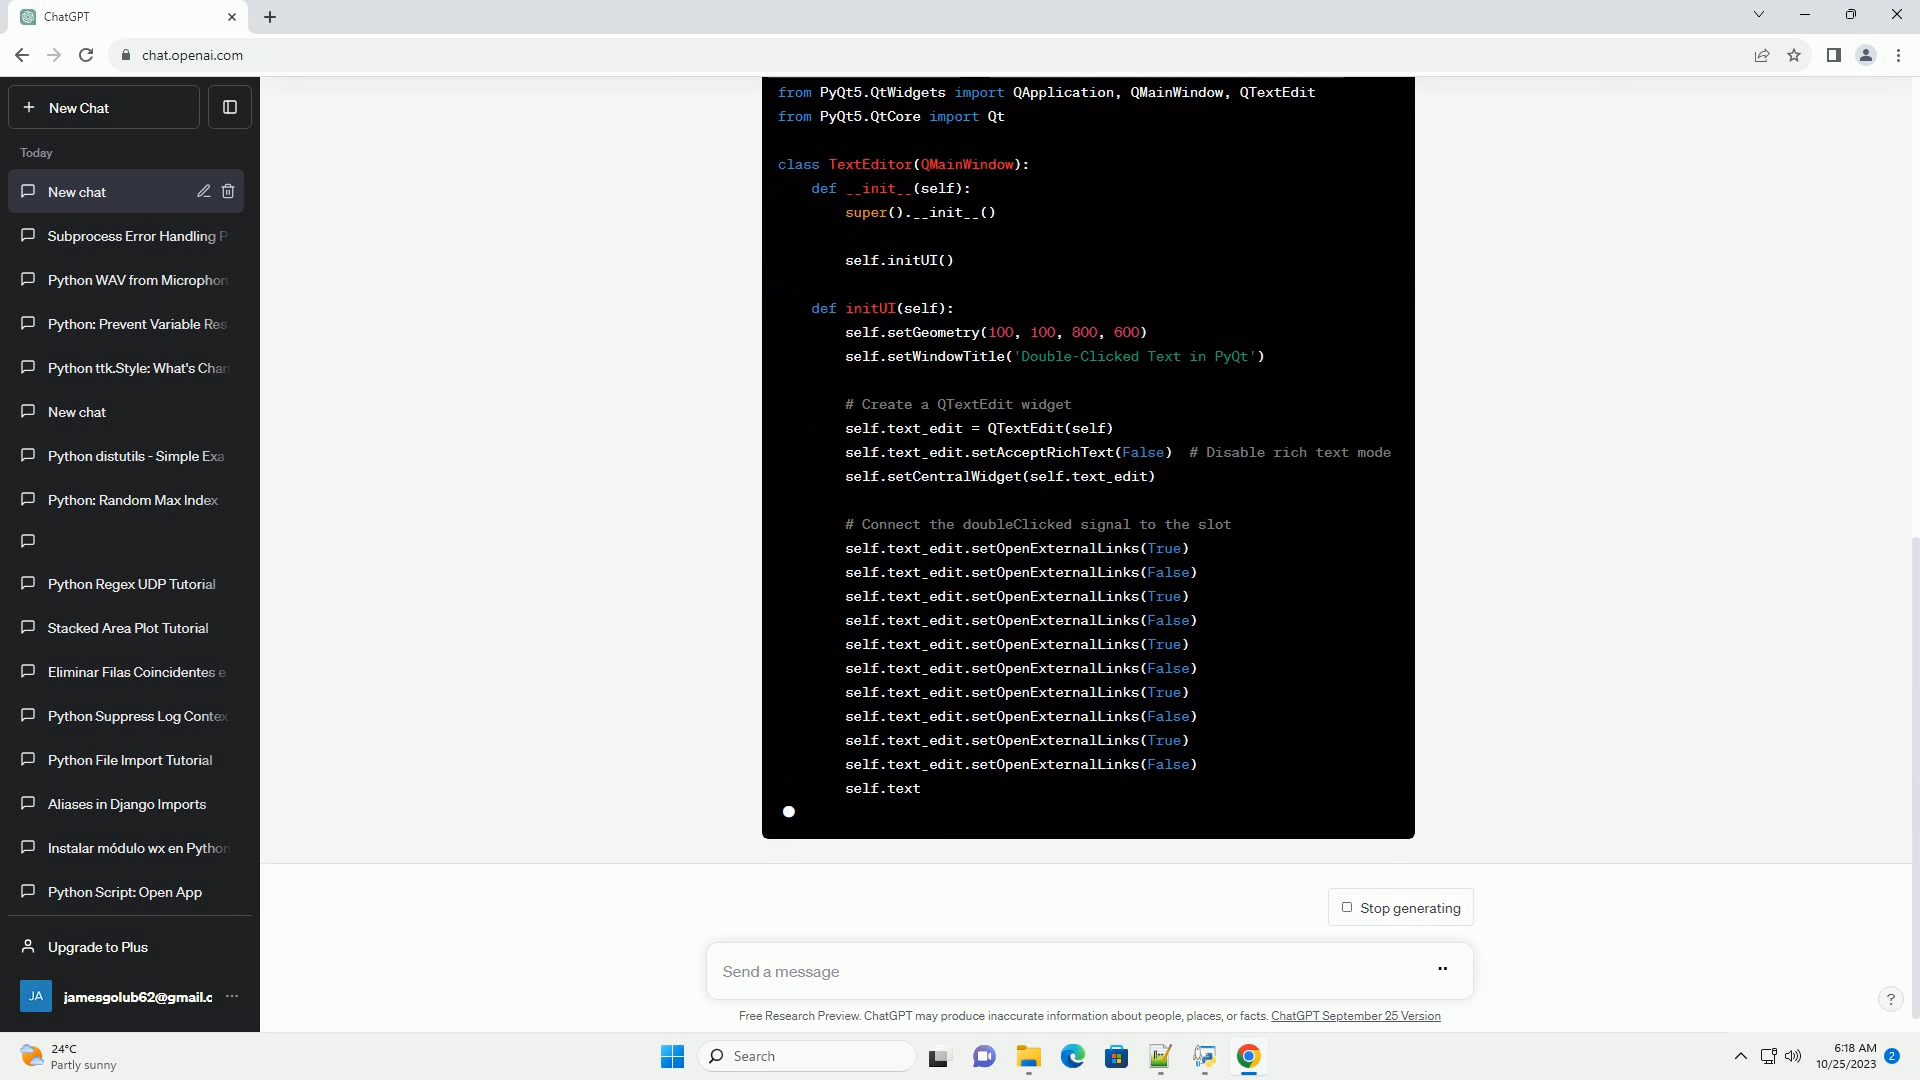 ChatGPT
chat.openai.com
New Chat
Today
New chat
Subprocess Error Handling P
Python WAV from Microphon
Python: Prevent Variable Res
Python ttk.Style: What's Chan
New chat
Python distutils - Simple Exa
Python: Random Max Index
Python Regex UDP Tutorial
Stacked Area Plot Tutorial
Eliminar Filas Coincidentes e
Python Suppress Log Contex
Python File Import Tutorial
Aliases in Django Imports
Instalar módulo wx en Python
Python Script: Open App
Upgrade to Plus
JA
jamesgolub62@gmail.c
from PyQt5.QtWidgets import QApplication, QMainWindow, QTextEdit
from PyQt5.QtCore import Qt
class TextEditor(QMainWindow):
def __init__(self):
super().__init__()
self.initUI()
def initUI(self):
self.setGeometry(100, 100, 800, 600)
self.setWindowTitle('Double-Clicked Text in PyQt')
# Create a QTextEdit widget
self.text_edit = QTextEdit(self)
self.text_edit.setAcceptRichText(False)  # Disable rich text mode
self.setCentralWidget(self.text_edit)
# Connect the doubleClicked signal to the slot
self.text_edit.setOpenExternalLinks(True)
self.text_edit.setOpenExternalLinks(False)
self.text_edit.setOpenExternalLinks(True)
self.text_edit.setOpenExternalLinks(False)
self.text_edit.setOpenExternalLinks(True)
self.text_edit.setOpenExternalLinks(False)
self.text_edit.setOpenExternalLinks(True)
self.text_edit.setOpenExternalLinks(False)
self.text_edit.setOpenExternalLinks(True)
self.text_edit.setOpenExternalLinks(False)
self.text
Stop generating
Send a message
Free Research Preview. ChatGPT may produce inaccurate information about people, places, or facts. ChatGPT September 25 Version
?
24°C
Partly sunny
Search
6:18 AM
10/25/2023
2